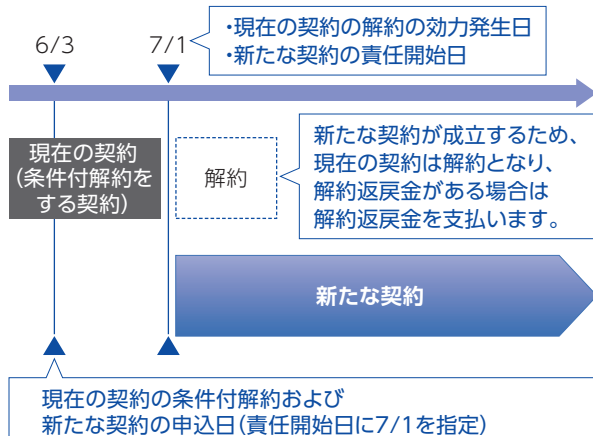 ・現在の契約の解約の効力発生日
・新たな契約の責任開始日
6/3
7/1
現在の契約
(条件付解約を
する契約)
解約
新たな契約が成立するため、
現在の契約は解約となり、
解約返戻金がある場合は
解約返戻金を支払います。
新たな契約
現在の契約の条件付解約および
新たな契約の申込日(責任開始日に7/1を指定)